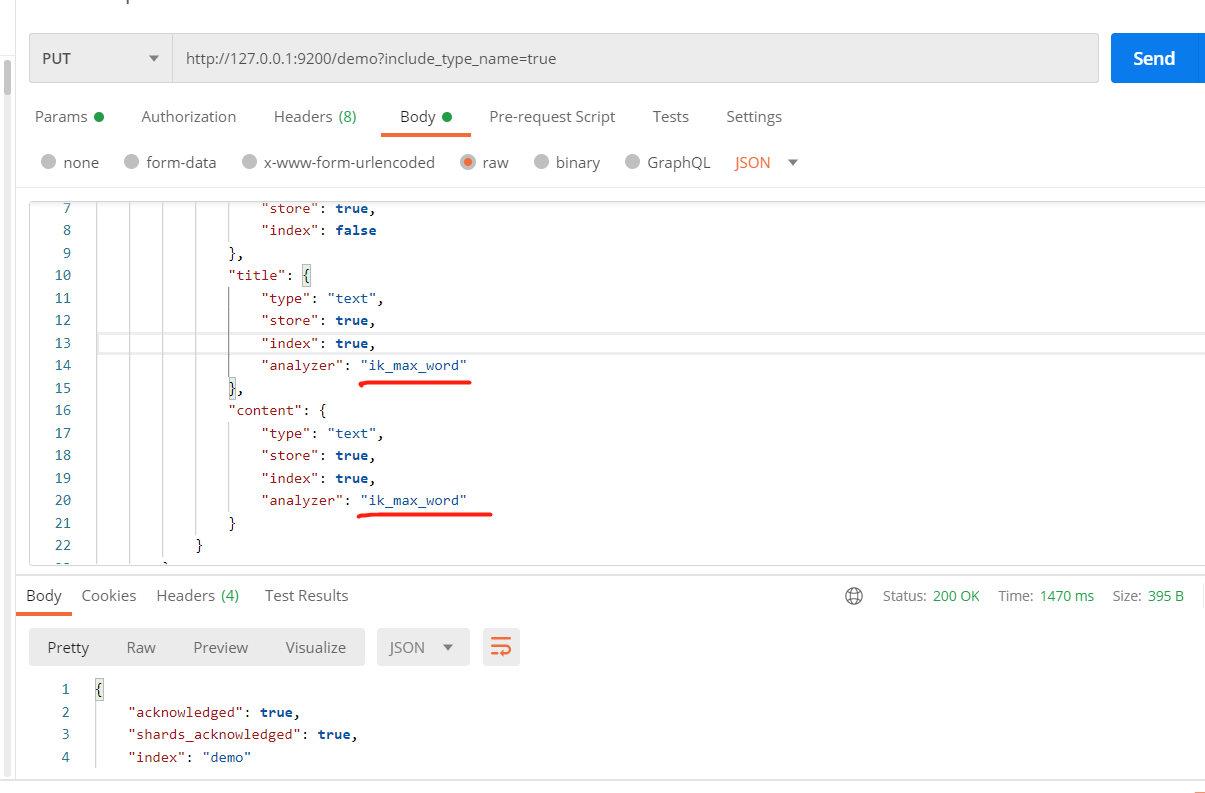 PUT http://127.0.0.1:9200/demo?include_type_name=true Send
Params Authorization Headers (8) Body Pre-request Script Tests Settings
none form-data x-www-form-urlencoded raw binary GraphQL JSON
7 "store": true,
8 "index": false
9 },
10 "title": {
11 "type": "text",
12 "store": true,
13 "index": true,
14 "analyzer": "ik_max_word"
15 },
16 "content": {
17 "type": "text",
18 "store": true,
19 "index": true,
20 "analyzer": "ik_max_word"
21 }
22 }
Body Cookies Headers (4) Test Results Status: 200 OK Time: 1470 ms Size: 395 B
Pretty Raw Preview Visualize JSON
1 {
2 "acknowledged": true,
3 "shards_acknowledged": true,
4 "index": "demo"